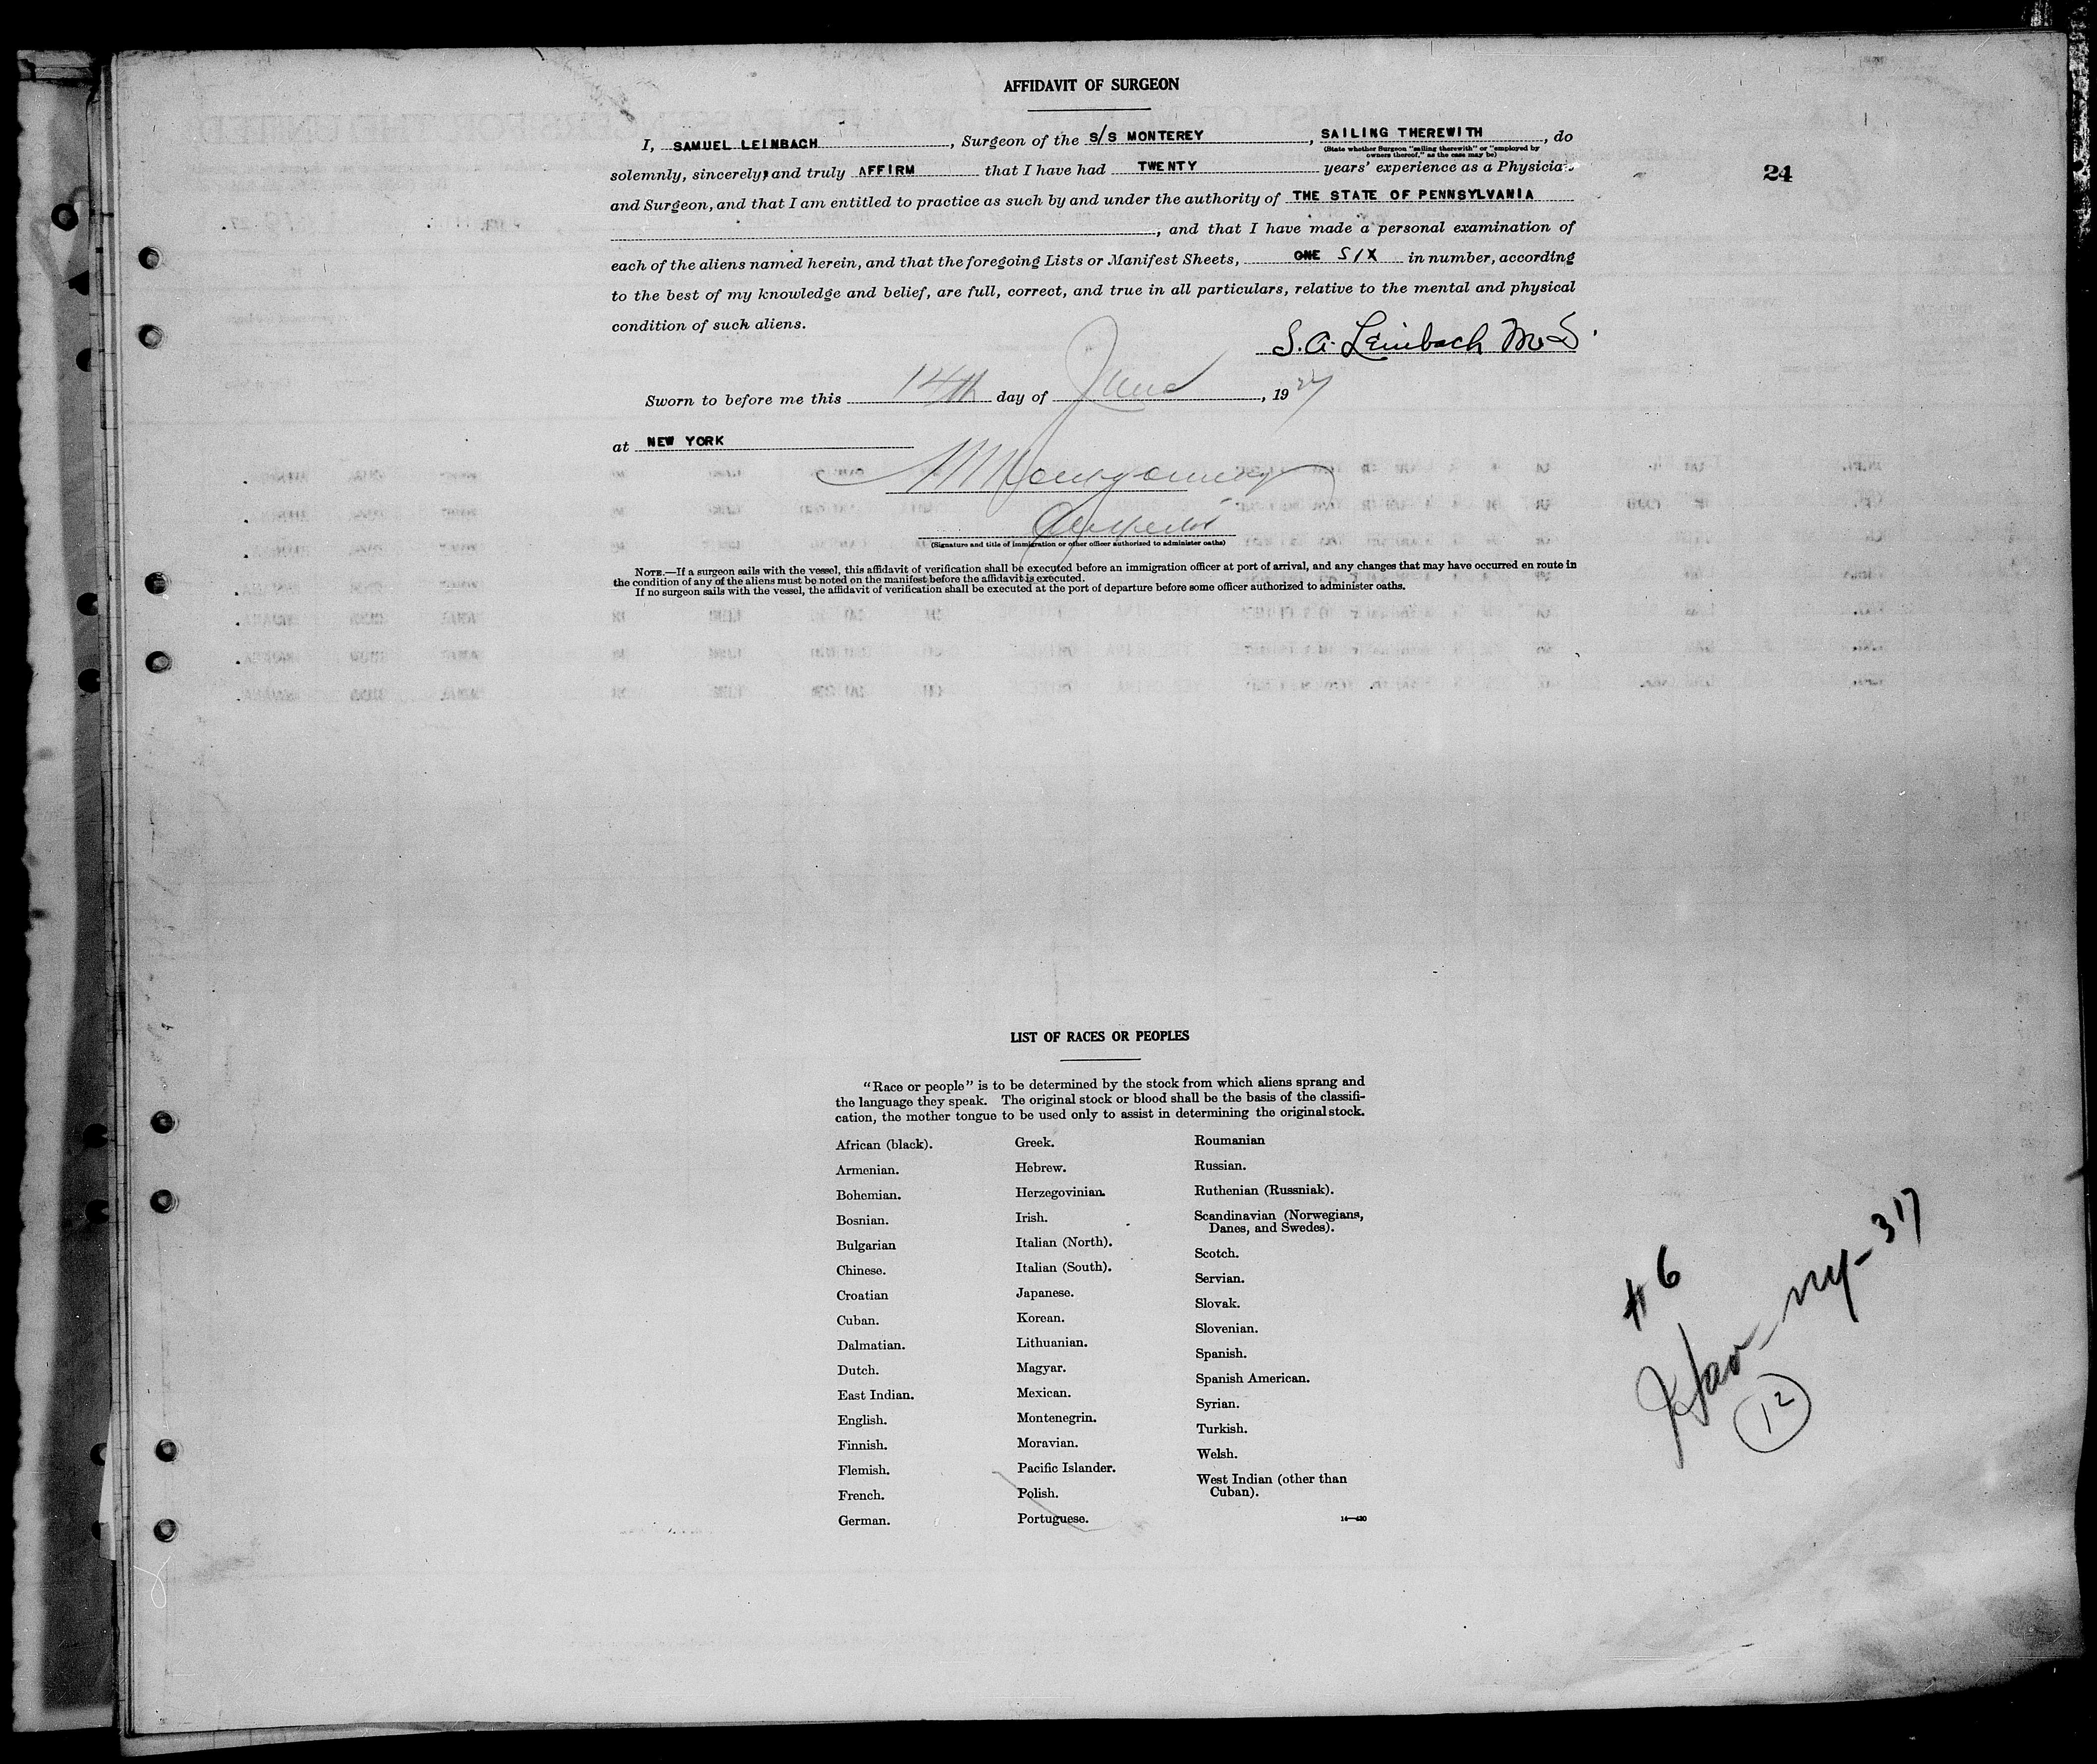 AFFIDAVIT OF SURGEON
I, SAMUEL LEINBACH, Surgeon of the S/S MONTEREY, SAILING THEREWITH, do
(State whether Surgeon "sailing therewith" or "employed by
owners thereof," as the case may be)
24
solemnly, sincerely, and truly AFFIRM that I have had TWENTY years' experience as a Physicia
and Surgeon, and that I am entitled to practice as such by and under the authority of THE STATE OF PENNSYLVANIA
, and that I have made a personal examination of
each of the aliens named herein, and that the foregoing Lists or Manifest Sheets, ONE SIX in number, according
to the best of my knowledge and belief, are full, correct, and true in all particulars, relative to the mental and physical
condition of such aliens.
S. A. Leinbach M.D.
Sworn to before me this 14th day of June, 1927
at NEW YORK
Montgomery
Inspector
(Signature and title of immigration or other officer authorized to administer oaths)
NOTE.—If a surgeon sails with the vessel, this affidavit of verification shall be executed before an immigration officer at port of arrival, and any changes that may have occurred en route in
the condition of any of the aliens must be noted on the manifest before the affidavit is executed.
If no surgeon sails with the vessel, the affidavit of verification shall be executed at the port of departure before some officer authorized to administer oaths.
LIST OF RACES OR PEOPLES
"Race or people" is to be determined by the stock from which aliens sprang and
the language they speak. The original stock or blood shall be the basis of the classifi-
cation, the mother tongue to be used only to assist in determining the original stock.
African (black).
Armenian.
Bohemian.
Bosnian.
Bulgarian
Chinese.
Croatian
Cuban.
Dalmatian.
Dutch.
East Indian.
English.
Finnish.
Flemish.
French.
German.
Greek.
Hebrew.
Herzegovinian.
Irish.
Italian (North).
Italian (South).
Japanese.
Korean.
Lithuanian.
Magyar.
Mexican.
Montenegrin.
Moravian.
Pacific Islander.
Polish.
Portuguese.
Roumanian
Russian.
Ruthenian (Russniak).
Scandinavian (Norwegians,
Danes, and Swedes).
Scotch.
Servian.
Slovak.
Slovenian.
Spanish.
Spanish American.
Syrian.
Turkish.
Welsh.
West Indian (other than
Cuban).
14—430
#6
Hav - ny - 317
12